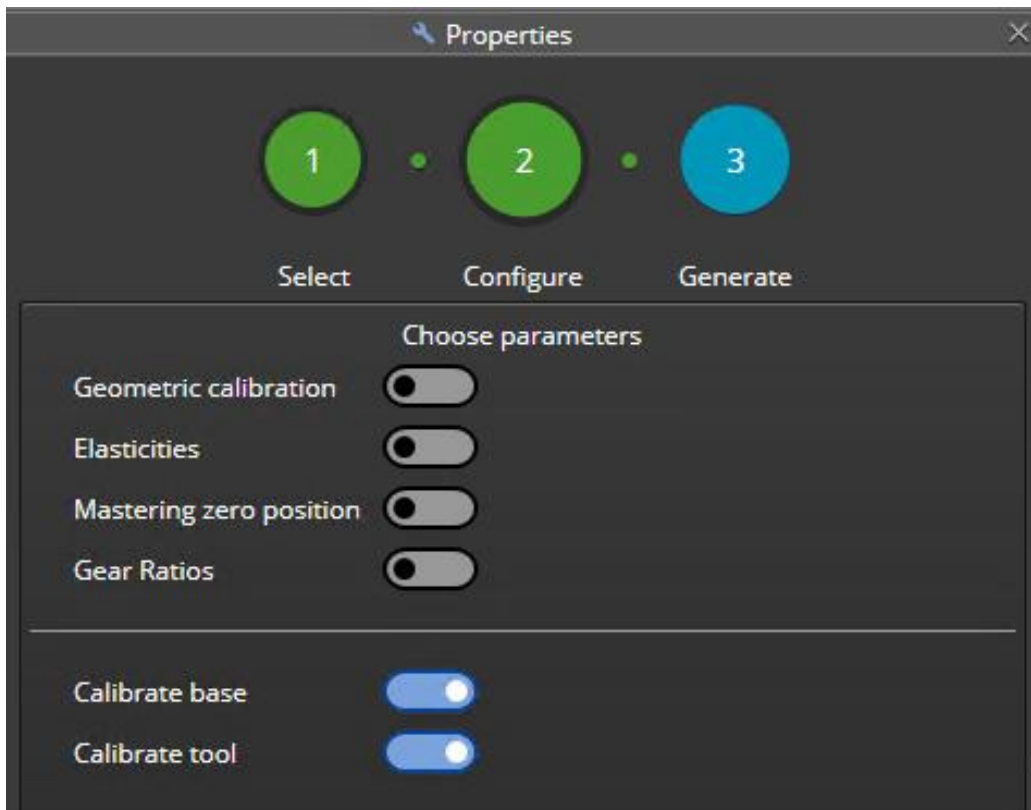 Properties
1 2 3
Select Configure Generate
Choose parameters
Geometric calibration
Elasticities
Mastering zero position
Gear Ratios
Calibrate base
Calibrate tool